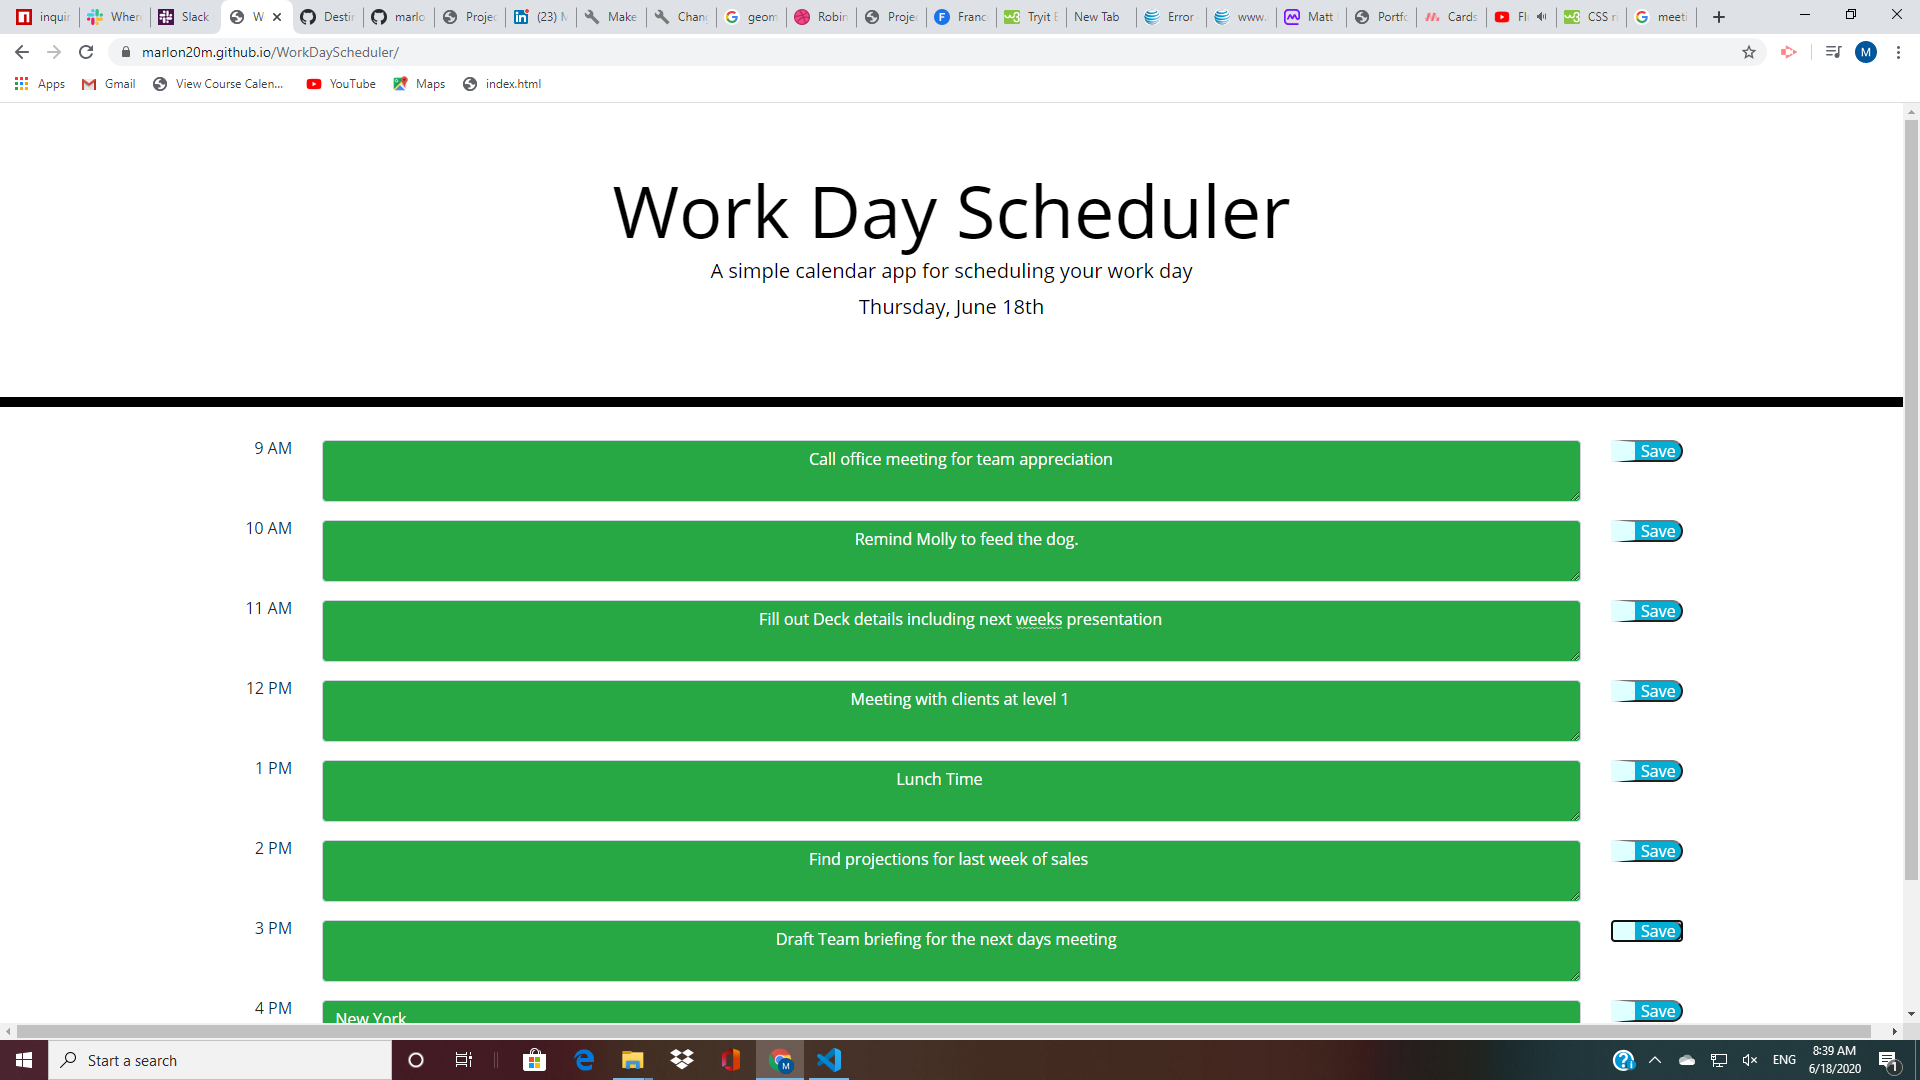 inquir
When
Slack
W
Destin
marlo
Projec
(23) M
Make
Chang
geom
Robin
Projec
Franc
Tryit E
New Tab
Error
www.
Matt
Portfo
Cards
Fl
CSS r
meeti
marlon20m.github.io/WorkDayScheduler/
M
Apps
Gmail
View Course Calen...
YouTube
Maps
index.html
Work Day Scheduler
A simple calendar app for scheduling your work day
Thursday, June 18th
9 AM Call office meeting for team appreciation Save
10 AM Remind Molly to feed the dog. Save
11 AM Fill out Deck details including next weeks presentation Save
12 PM Meeting with clients at level 1 Save
1 PM Lunch Time Save
2 PM Find projections for last week of sales Save
3 PM Draft Team briefing for the next days meeting Save
4 PM New York Save
Start a search
M
ENG
8:39 AM
6/18/2020
1